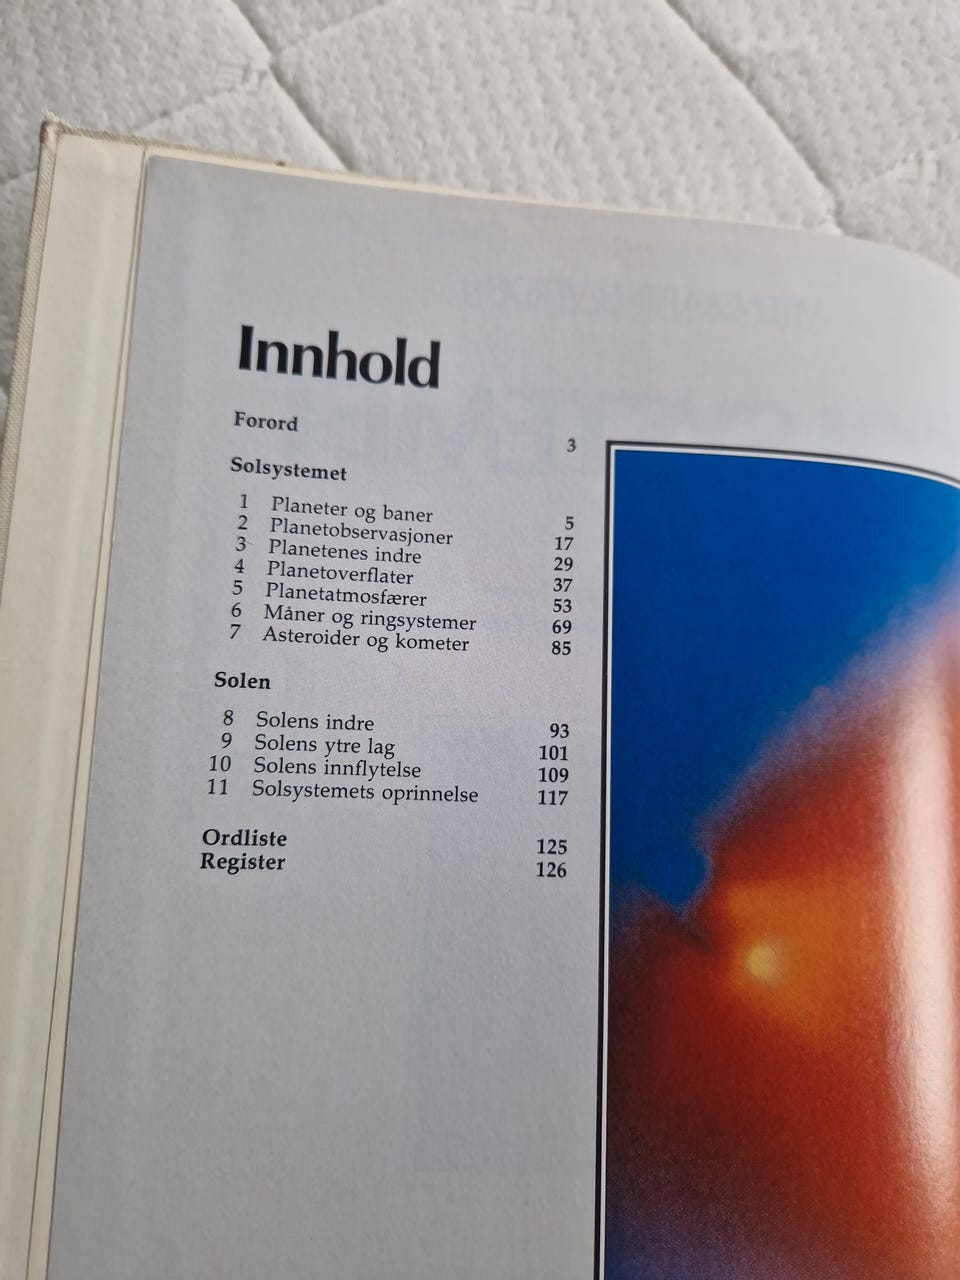 Innhold
Forord 3
Solsystemet
1 Planeter og baner 5
2 Planetobservasjoner 17
3 Planetenes indre 29
4 Planetoverflater 37
5 Planetatmosfærer 53
6 Måner og ringsystemer 69
7 Asteroider og kometer 85
Solen
8 Solens indre 93
9 Solens ytre lag 101
10 Solens innflytelse 109
11 Solsystemets oprinnelse 117
Ordliste 125
Register 126